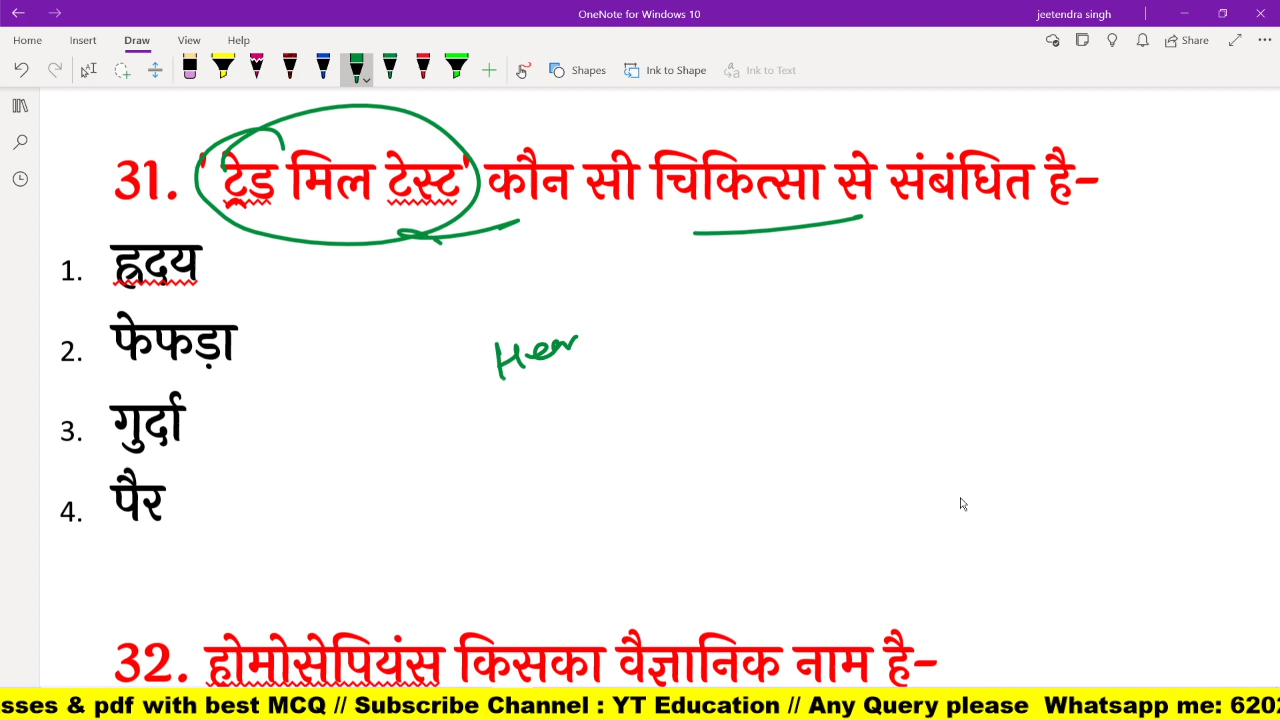 OneNote for Windows 10
jeetendra singh
Home Insert Draw View Help
Share
Shapes Ink to Shape Ink to Text
31. 'ट्रेड मिल टेस्ट' कौन सी चिकित्सा से संबंधित है-
1. ह्रदय
2. फेफड़ा
Hear
3. गुर्दा
4. पैर
32. होमोसेपियंस किसका वैज्ञानिक नाम है-
sses & pdf with best MCQ // Subscribe Channel : YT Education // Any Query please Whatsapp me: 620